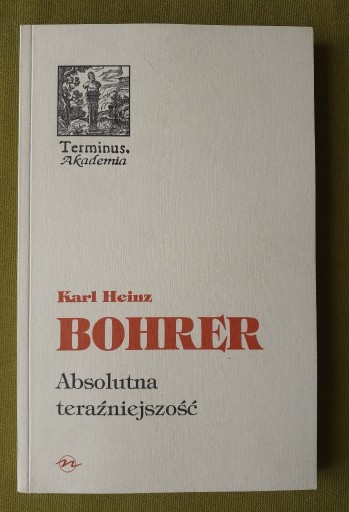 Terminus.
Akademia
Karl Heinz
BOHRER
Absolutna
teraźniejszość